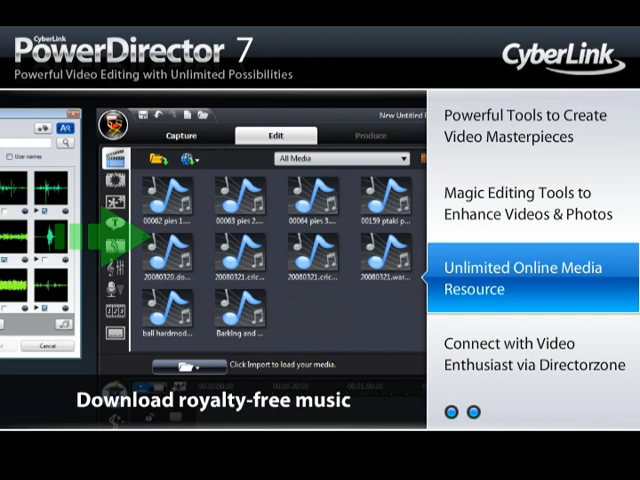 CyberLink
PowerDirector 7
Powerful Video Editing with Unlimited Possibilities
CyberLink
New Untitled
Capture
Edit
Produce
User names
All Media
00062 pies 1....
00063 pies 2....
00064 pies 3....
00159 ptaki p...
20080320.do...
20080321.cric...
20080321.cric...
20080321.war...
ball hardmod...
Barking and ...
Cancel
Click Import to load your media.
Download royalty-free music
Powerful Tools to Create
Video Masterpieces
Magic Editing Tools to
Enhance Videos & Photos
Unlimited Online Media
Resource
Connect with Video
Enthusiast via Directorzone